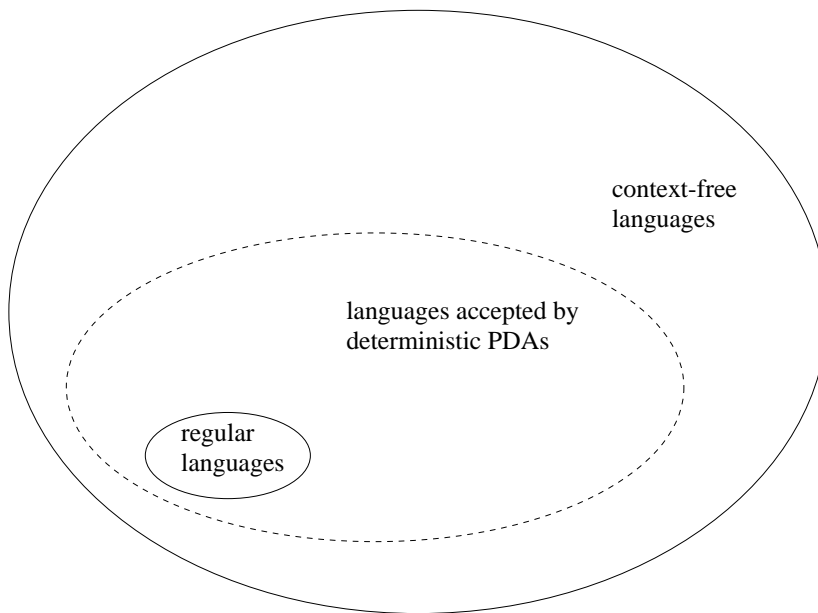 context-free
languages
languages accepted by
deterministic PDAs
regular
languages